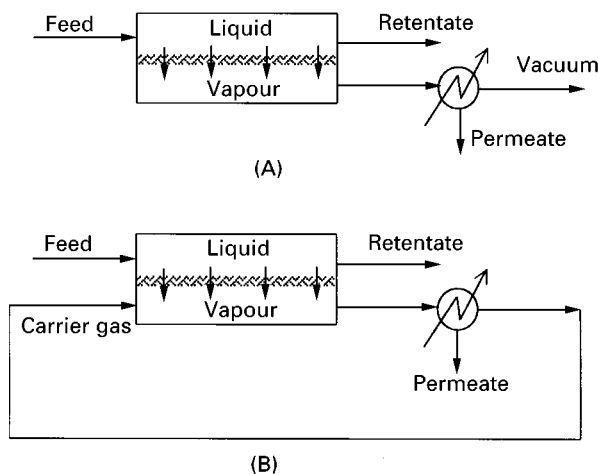 Feed
Liquid
Retentate
Vapour
Vacuum
Permeate
(A)
Feed
Liquid
Retentate
Carrier gas
Vapour
Permeate
(B)